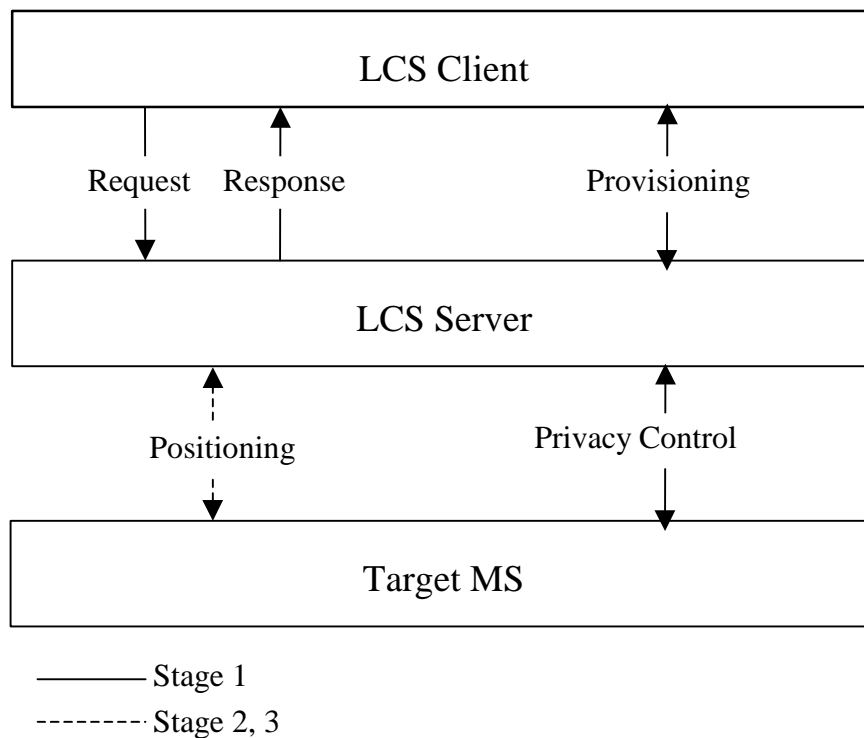 LCS Client
Request Response Provisioning
LCS Server
Positioning Privacy Control
Target MS
Stage 1
Stage 2, 3